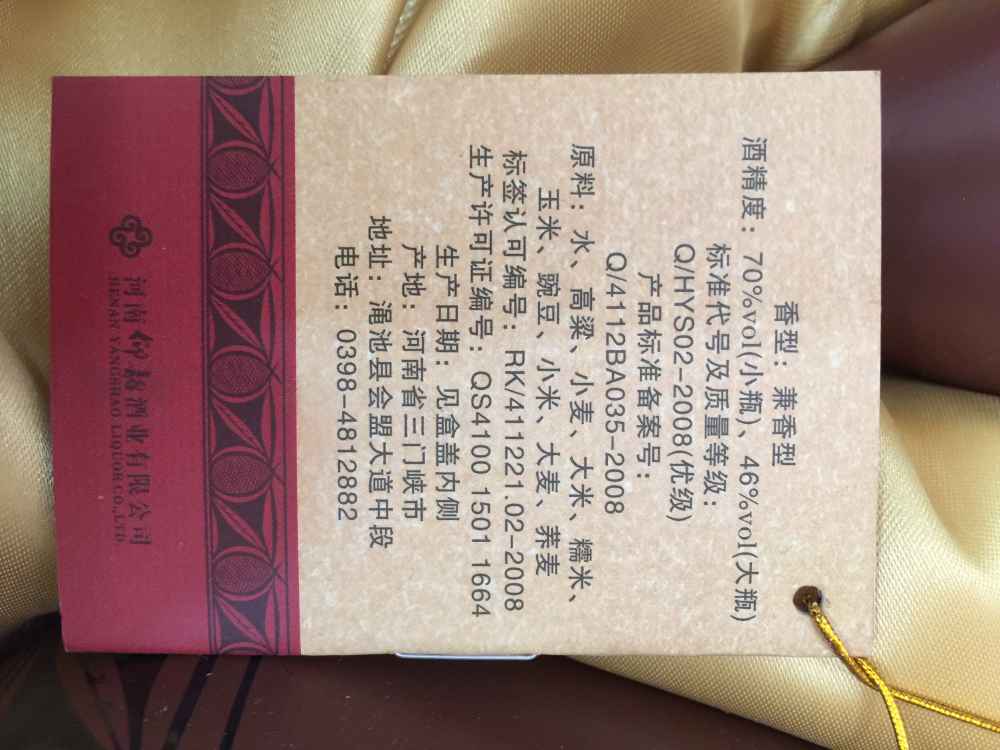 香型：兼香型
酒精度：70%vol(小瓶)、46%vol(大瓶)
标准代号及质量等级：
Q/HYS02-2008(优级)
产品标准备案号：
Q/4112BA035-2008
原料：水、高粱、小麦、大米、糯米、
玉米、豌豆、小米、大麦、荞麦
标签认可编号：RK/411221.02-2008
生产许可证编号：QS4100 1501 1664
生产日期：见盒盖内侧
产地：河南省三门峡市
地址：渑池县会盟大道中段
电话：0398-4812882
河南仰韶酒业有限公司
HENAN YANGSHAO LIQUOR CO.,LTD.